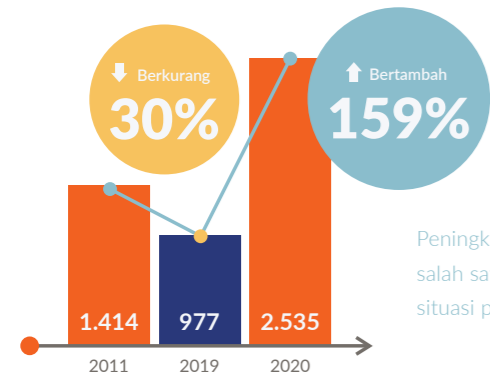 Berkurang
30%
Bertambah
159%
Peningk
salah sa
situasi p
1.414 977 2.535
2011 2019 2020